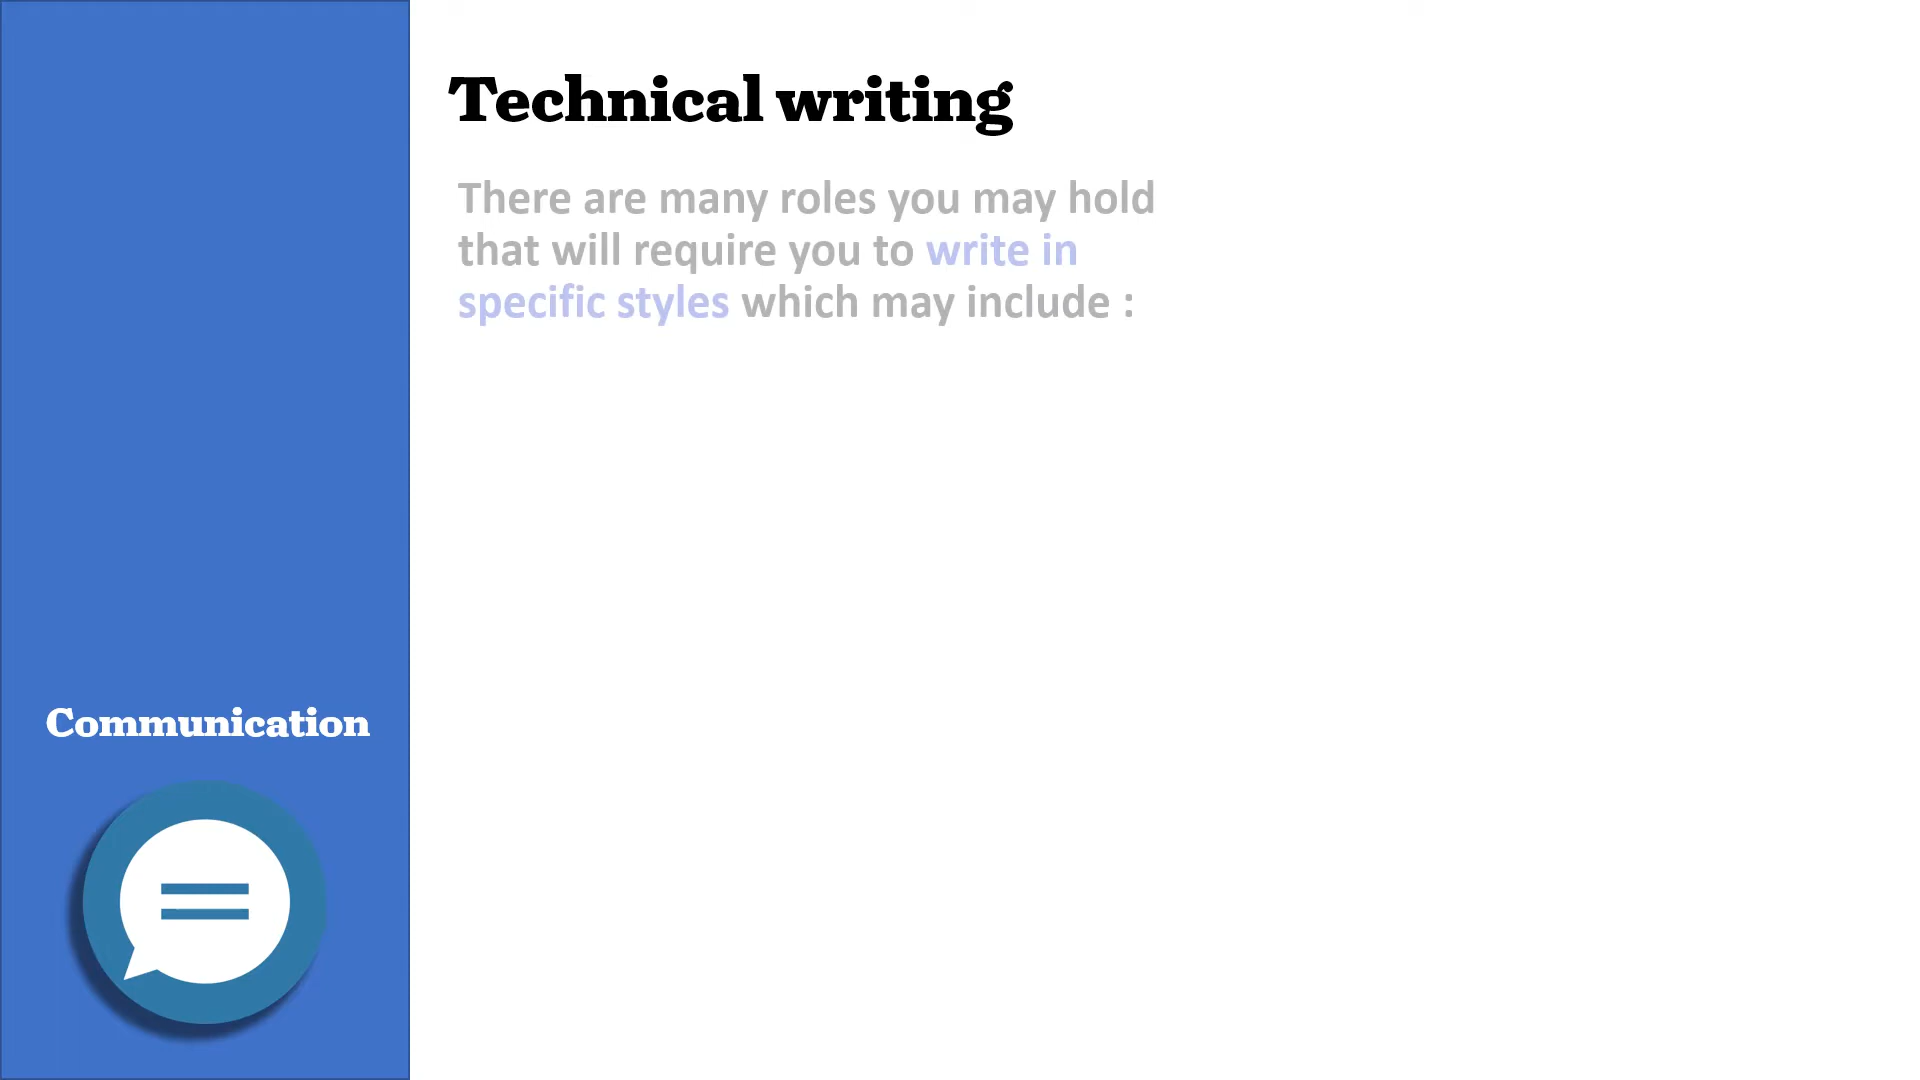 Technical writing
There are many roles you may hold
that will require you to write in
specific styles which may include :
Communication